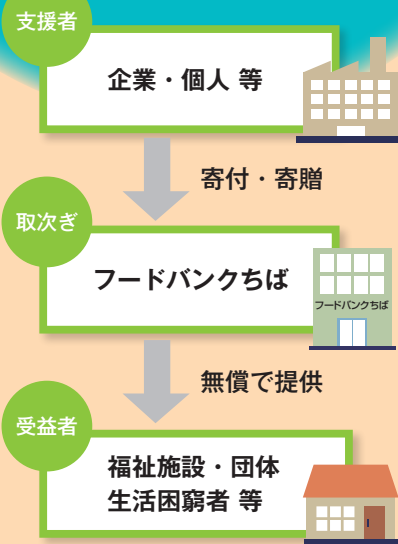 支援者
企業・個人 等
寄付・寄贈
取次ぎ
フードバンクちば
フードバンクちば
無償で提供
受益者
福祉施設・団体
生活困窮者 等